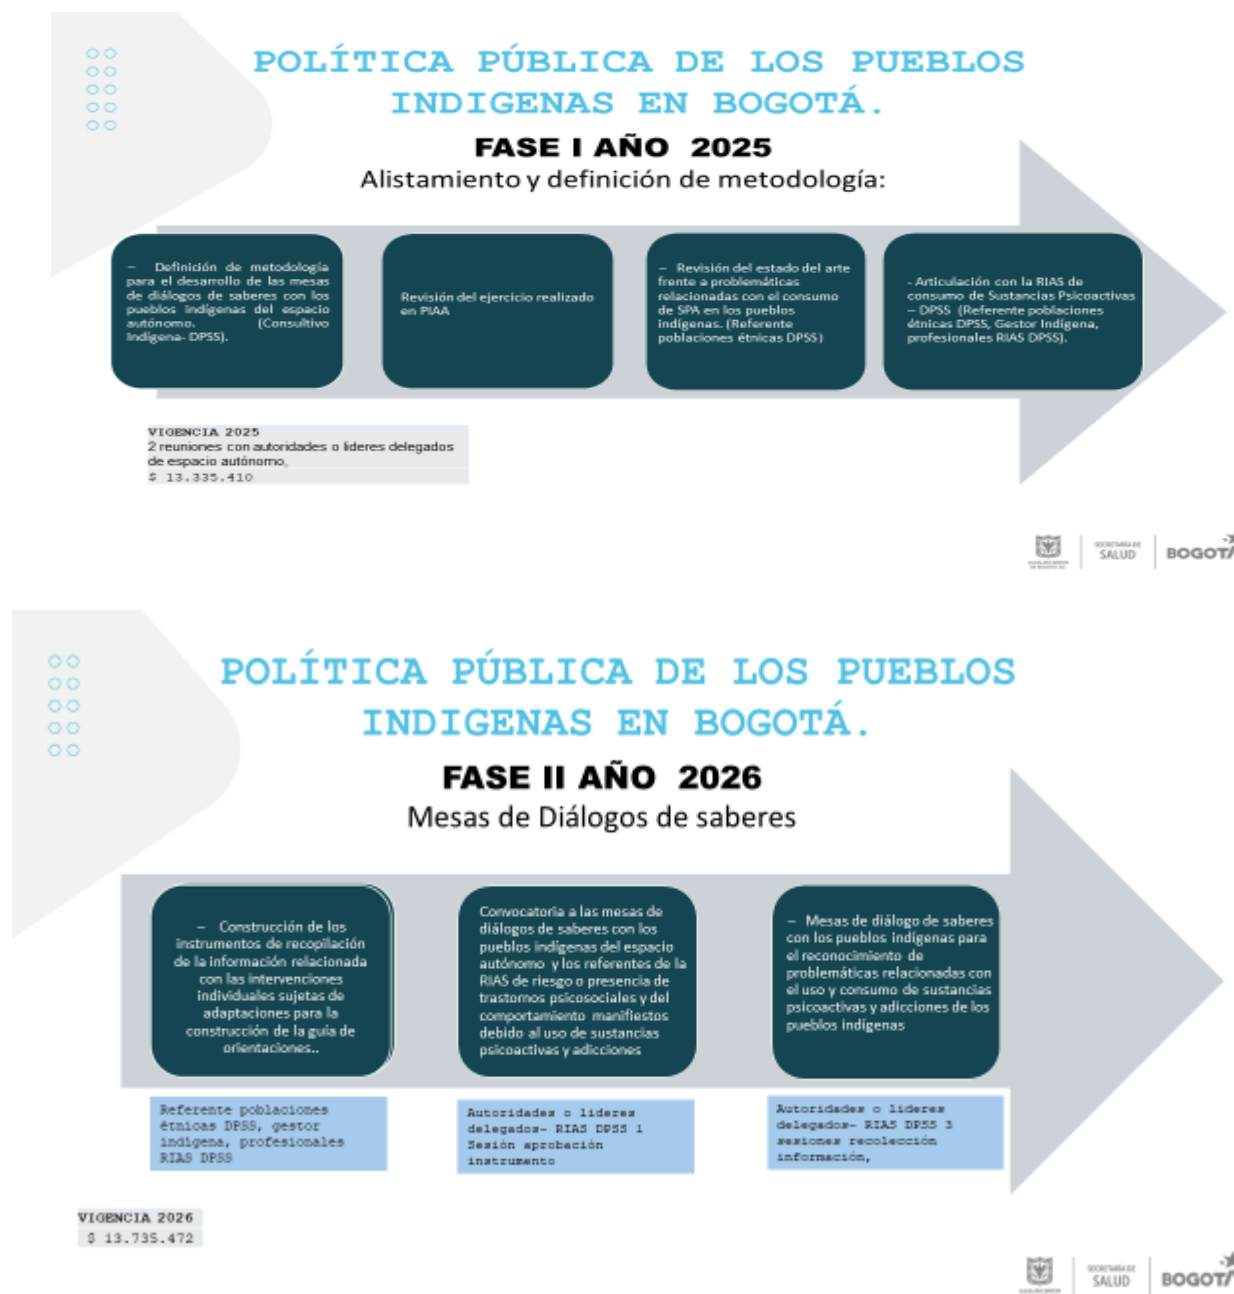 POLÍTICA PÚBLICA DE LOS PUEBLOS
INDIGENAS EN BOGOTÁ.
FASE I AÑO 2025
Alistamiento y definición de metodología:
– Definición de metodología
para el desarrollo de las mesas
de diálogos de saberes con los
pueblos indígenas del espacio
autónomo. (Consultivo
Indígena- DPSS).
Revisión del ejercicio realizado
en PIAA
– Revisión del estado del arte
frente a problemáticas
relacionadas con el consumo
de SPA en los pueblos
indígenas. (Referente
poblaciones étnicas DPSS)
- Articulación con la RIAS de
consumo de Sustancias Psicoactivas
– DPSS (Referente poblaciones
étnicas DPSS, Gestor Indígena,
profesionales RIAS DPSS).
VIGENCIA 2025
2 reuniones con autoridades o lideres delegados
de espacio autónomo,
$ 13.335.410
SECRETARÍA DE
SALUD
BOGOTÁ
POLÍTICA PÚBLICA DE LOS PUEBLOS
INDIGENAS EN BOGOTÁ.
FASE II AÑO 2026
Mesas de Diálogos de saberes
– Construcción de los
instrumentos de recopilación
de la información relacionada
con las intervenciones
individuales sujetas de
adaptaciones para la
construcción de la guía de
orientaciones..
Convocatoria a las mesas de
diálogos de saberes con los
pueblos indígenas del espacio
autónomo y los referentes de la
RIAS de riesgo o presencia de
trastornos psicosociales y del
comportamiento manifiestos
debido al uso de sustancias
psicoactivas y adicciones
– Mesas de diálogo de saberes
con los pueblos indígenas para
el reconocimiento de
problemáticas relacionadas con
el uso y consumo de sustancias
psicoactivas y adicciones de los
pueblos indígenas
Referente poblaciones
étnicas DPSS, gestor
indígena, profesionales
RIAS DPSS
Autoridades o lideres
delegados- RIAS DPSS 1
Sesión aprobación
instrumento
Autoridades o lideres
delegados- RIAS DPSS 3
sesiones recolección
información,
VIGENCIA 2026
$ 13.735.472
SECRETARÍA DE
SALUD
BOGOTÁ